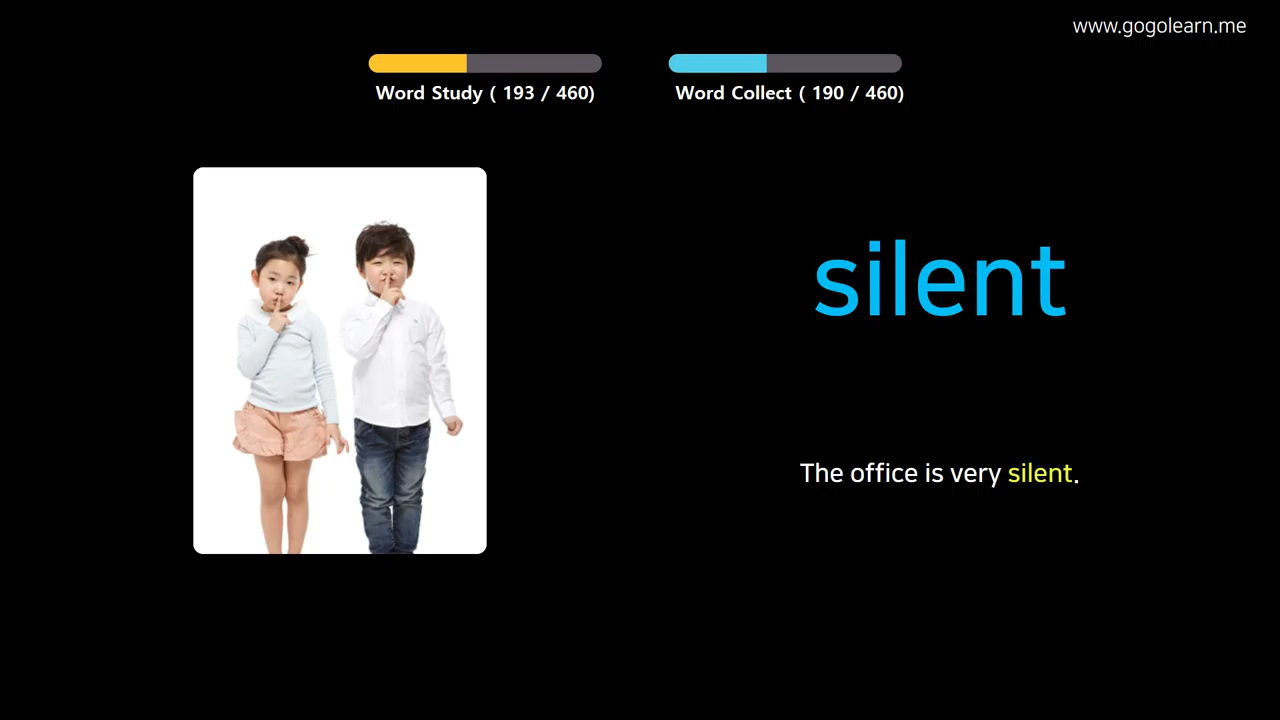 www.gogolearn.me
Word Study ( 193 / 460)
Word Collect ( 190 / 460)
silent
The office is very silent.